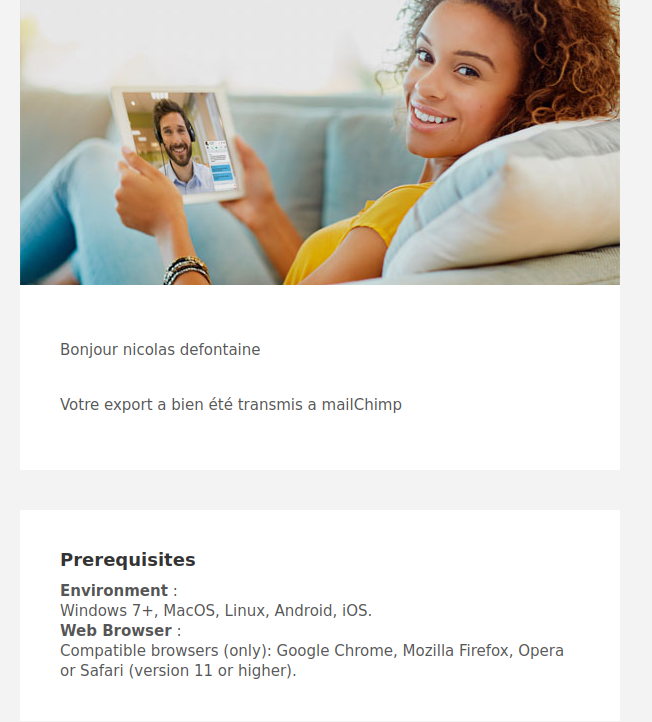 Bonjour nicolas defontaine
Votre export a bien été transmis a mailChimp
Prerequisites
Environment :
Windows 7+, MacOS, Linux, Android, iOS.
Web Browser :
Compatible browsers (only): Google Chrome, Mozilla Firefox, Opera
or Safari (version 11 or higher).